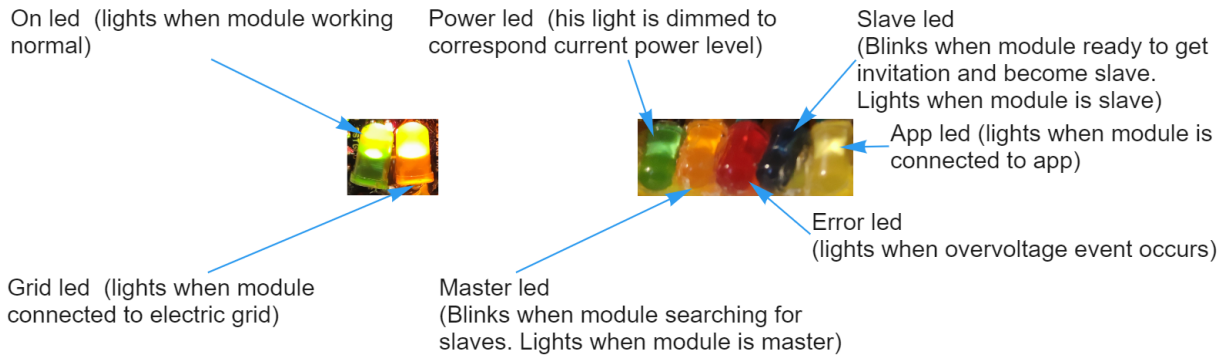 On led  (lights when module working
normal)
Power led  (his light is dimmed to
correspond current power level)
Slave led
(Blinks when module ready to get
invitation and become slave.
Lights when module is slave)
App led (lights when module is
connected to app)
Error led
(lights when overvoltage event occurs)
Grid led  (lights when module
connected to electric grid)
Master led
(Blinks when module searching for
slaves. Lights when module is master)